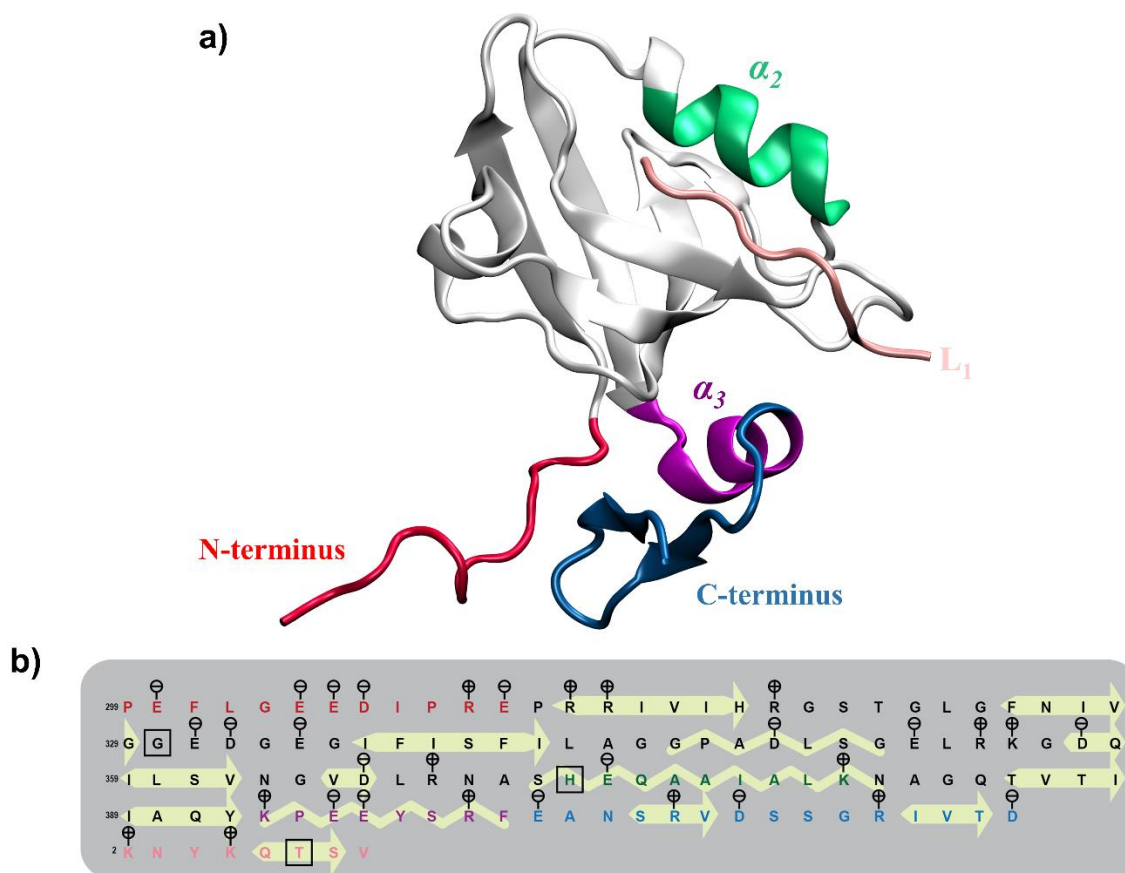 a)
α2
L1
α3
N-terminus
C-terminus
b)
299 P E F L G E E D I P R E P R R I V I H R G S T G L G F N I V
329 G G E D G E G I F I S F I L A G G P A D L S G E L R K G D Q
359 I L S V N G V D L R N A S H E Q A A I A L K N A G Q T V T I
389 I A Q Y K P E E Y S R F E A N S R V D S S G R I V T D
2 K N Y K Q T S V